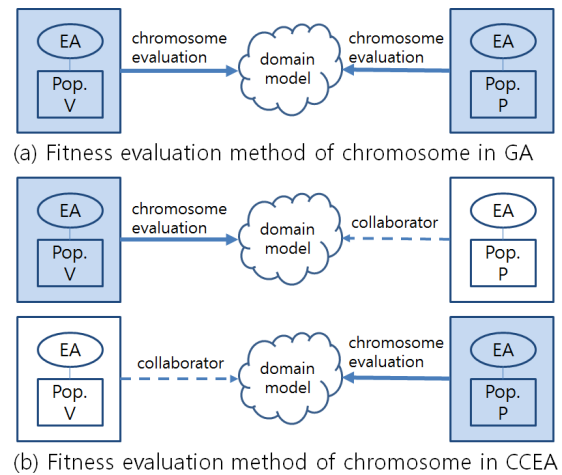 EA
Pop.
V
chromosome
evaluation
domain
model
chromosome
evaluation
EA
Pop.
P
(a) Fitness evaluation method of chromosome in GA
EA
Pop.
V
chromosome
evaluation
domain
model
collaborator
EA
Pop.
P
EA
Pop.
V
collaborator
domain
model
chromosome
evaluation
EA
Pop.
P
(b) Fitness evaluation method of chromosome in CCEA